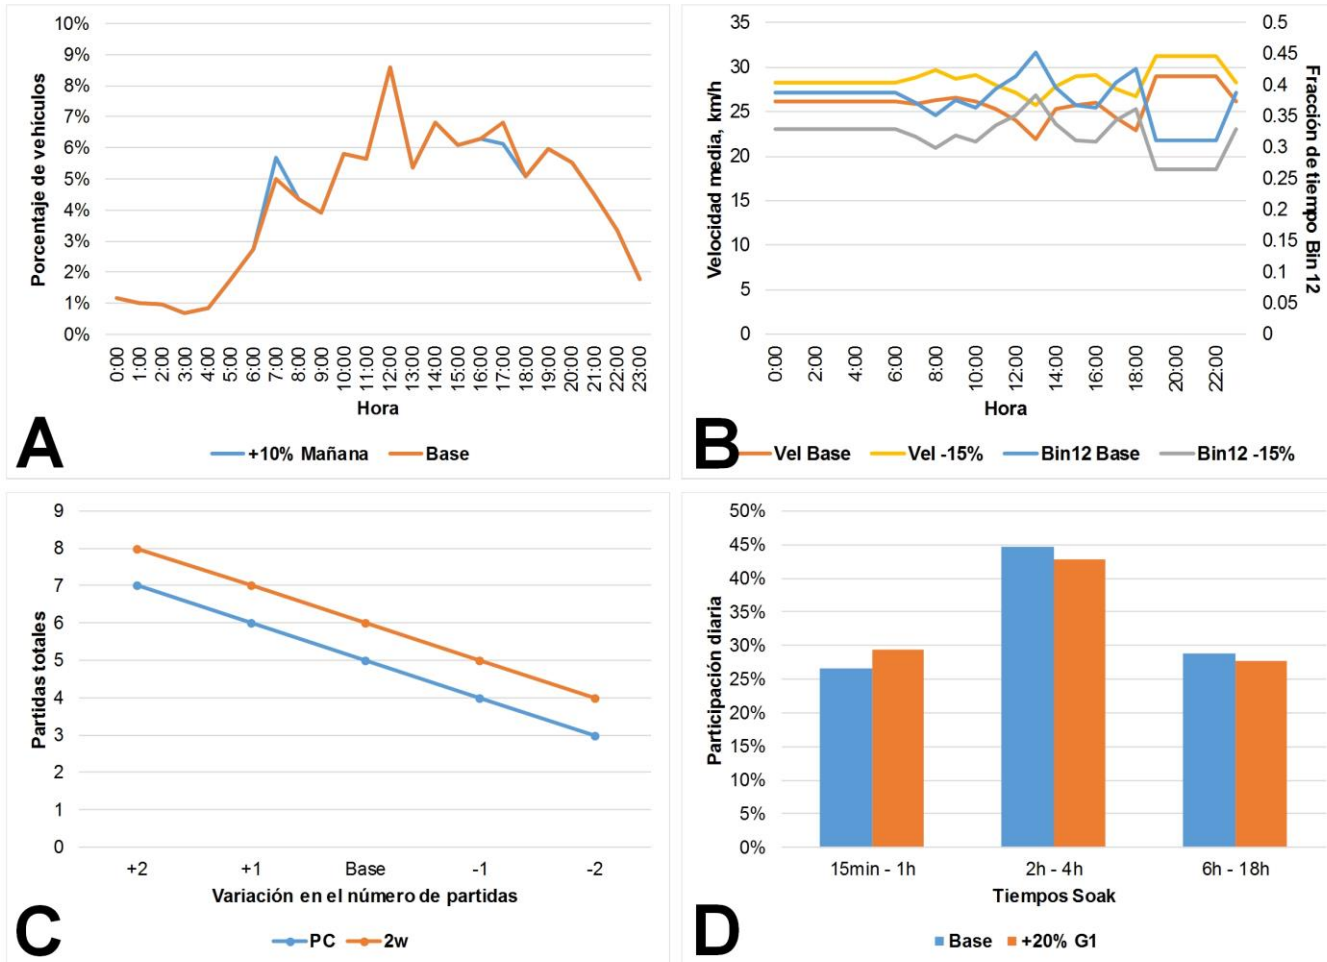 10%
9%
8%
7%
6%
5%
4%
3%
2%
1%
0%
Porcentaje de vehículos
0:00 1:00 2:00 3:00 4:00 5:00 6:00 7:00 8:00 9:00 10:00 11:00 12:00 13:00 14:00 15:00 16:00 17:00 18:00 19:00 20:00 21:00 22:00 23:00
Hora
+10% Mañana Base
A
35
30
25
20
15
10
5
0
Velocidad media, km/h
0.5
0.45
0.4
0.35
0.3
0.25
0.2
0.15
0.1
0.05
0
Fracción de tiempo Bin 12
0:00 2:00 4:00 6:00 8:00 10:00 12:00 14:00 16:00 18:00 20:00 22:00
Hora
Vel Base Vel -15% Bin12 Base Bin12 -15%
B
9
8
7
6
5
4
3
2
1
0
Partidas totales
+2 +1 Base -1 -2
Variación en el número de partidas
PC 2w
C
50%
45%
40%
35%
30%
25%
20%
15%
10%
5%
0%
Participación diaria
15min - 1h 2h - 4h 6h - 18h
Tiempos Soak
Base +20% G1
D